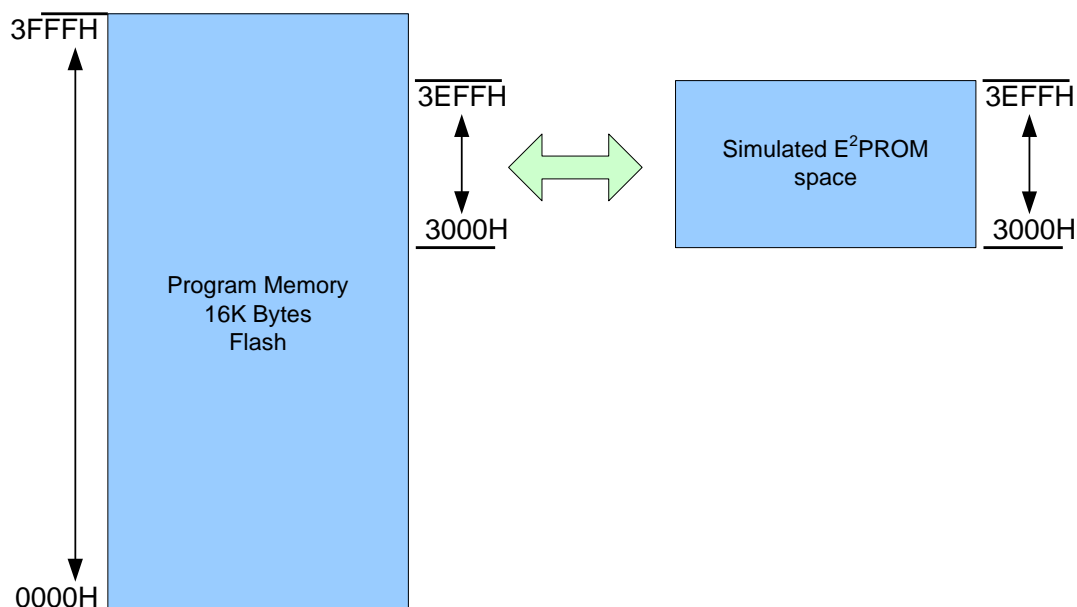 3FFFH
3EFFH
3EFFH
Simulated E²PROM
space
3000H
3000H
Program Memory
16K Bytes
Flash
0000H